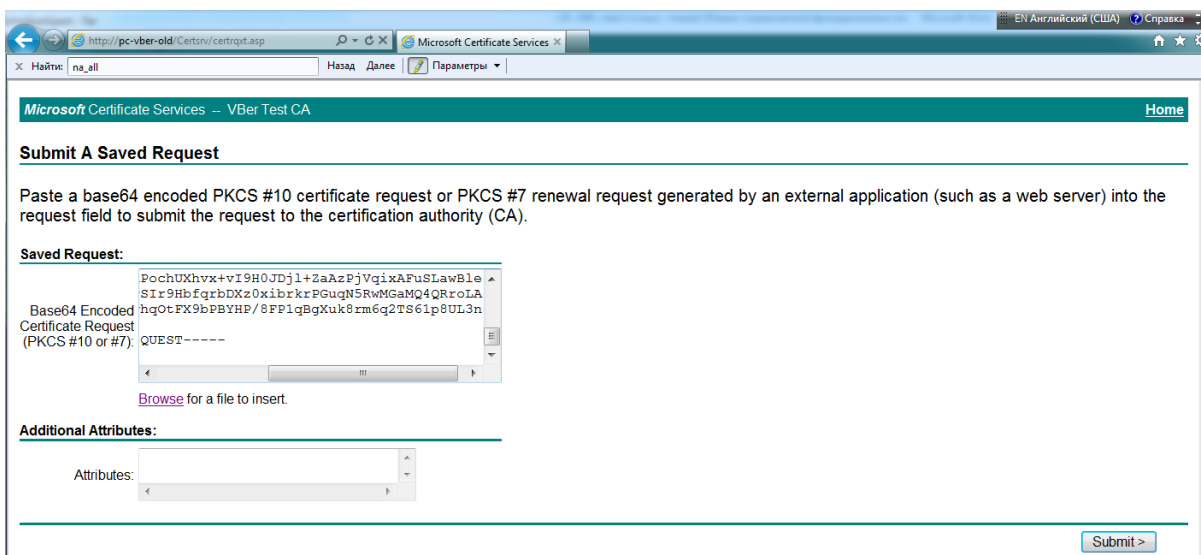 EN Английский (США) ? Справка
http://pc-vber-old/Certsrv/certrqxt.asp
Microsoft Certificate Services
× Найти: na_all Назад Далее Параметры
Microsoft Certificate Services -- VBer Test CA Home
Submit A Saved Request
Paste a base64 encoded PKCS #10 certificate request or PKCS #7 renewal request generated by an external application (such as a web server) into the
request field to submit the request to the certification authority (CA).
Saved Request:
PochUXhvx+vI9H0JDjl+ZaAzPjVqixAFuSLawBle
SIr9HbfqrbDXz0xibrkrPGuqN5RwMGaMQ4QRroLA
hqOtFX9bPBYHP/8FP1qBgXuk8rm6q2TS61p8UL3n
QUEST-----
Base64 Encoded
Certificate Request
(PKCS #10 or #7):
Browse for a file to insert.
Additional Attributes:
Attributes:
Submit >